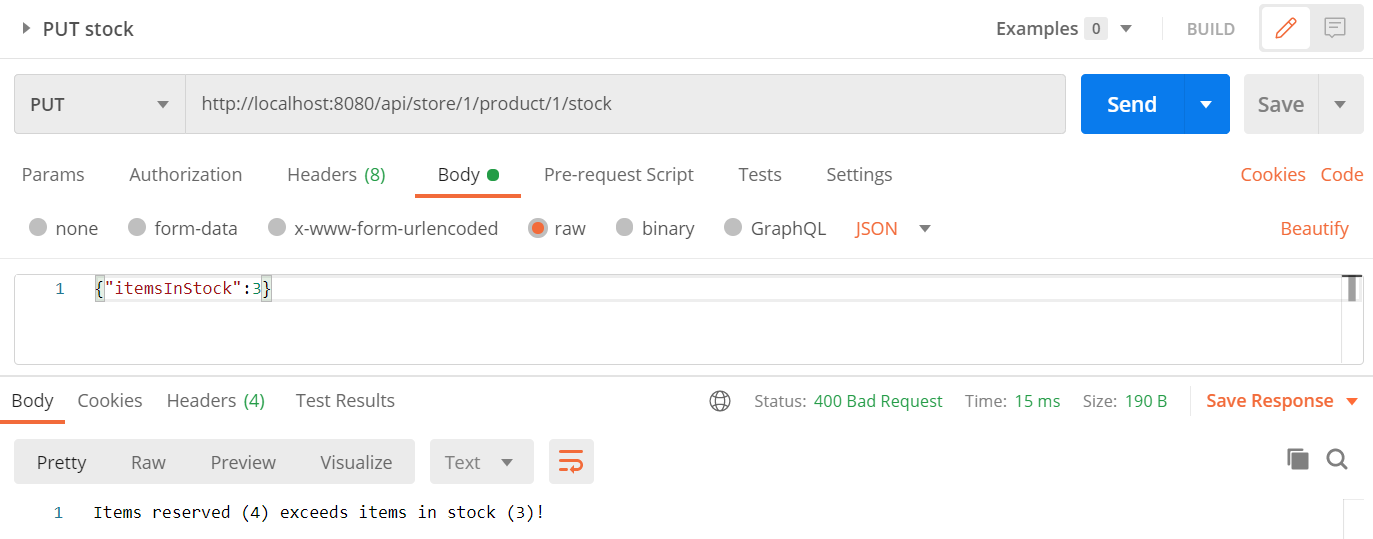 PUT stock Examples 0 BUILD
PUT http://localhost:8080/api/store/1/product/1/stock Send Save
Params Authorization Headers (8) Body Pre-request Script Tests Settings Cookies Code
none form-data x-www-form-urlencoded raw binary GraphQL JSON Beautify
1 {"itemsInStock":3}
Body Cookies Headers (4) Test Results Status: 400 Bad Request Time: 15 ms Size: 190 B Save Response
Pretty Raw Preview Visualize Text
1 Items reserved (4) exceeds items in stock (3)!